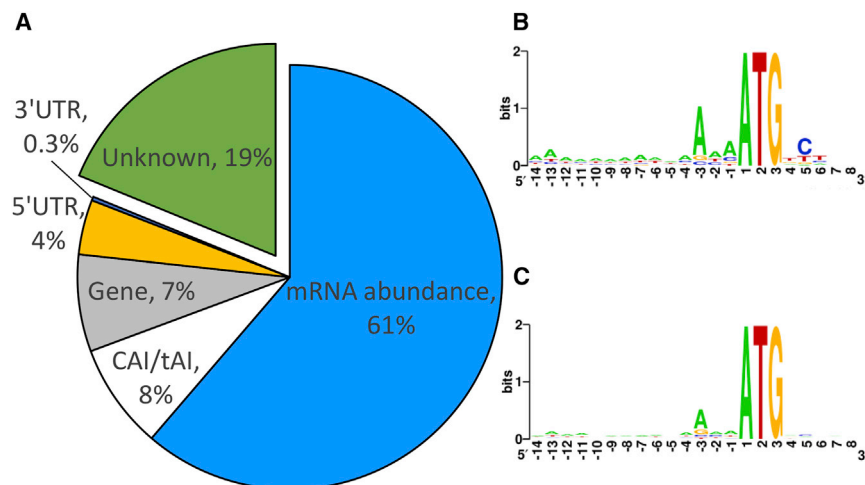 A
3'UTR,
0.3%
Unknown, 19%
5'UTR,
4%
Gene, 7%
mRNA abundance,
61%
CAI/tAI,
8%
B
2
bits
1
0
A A A A A C ATG
5′ -14 -13 -12 -11 -10 -9 -8 -7 -6 -5 -4 -3 -2 -1 1 2 3 4 5 6 7 8 3
C
2
bits
1
0
A ATG
5′ -14 -13 -12 -11 -10 -9 -8 -7 -6 -5 -4 -3 -2 -1 1 2 3 4 5 6 7 8 3